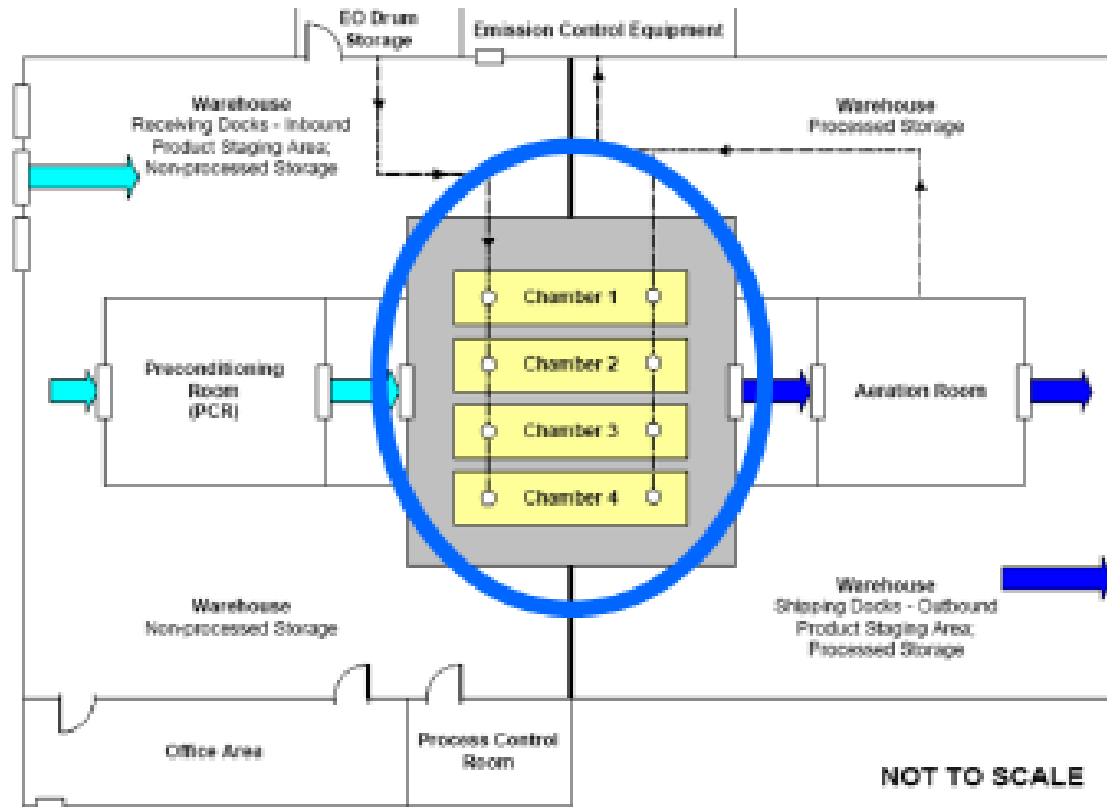 EO Drum
Storage
Emission Control Equipment
Warehouse
Receiving Docks - Inbound
Product Staging Area;
Non-processed Storage
Warehouse
Processed Storage
Chamber 1
Chamber 2
Chamber 3
Chamber 4
Preconditioning
Room
(PCR)
Aeration Room
Warehouse
Non-processed Storage
Warehouse
Shipping Docks - Outbound
Product Staging Area;
Processed Storage
Office Area
Process Control
Room
NOT TO SCALE